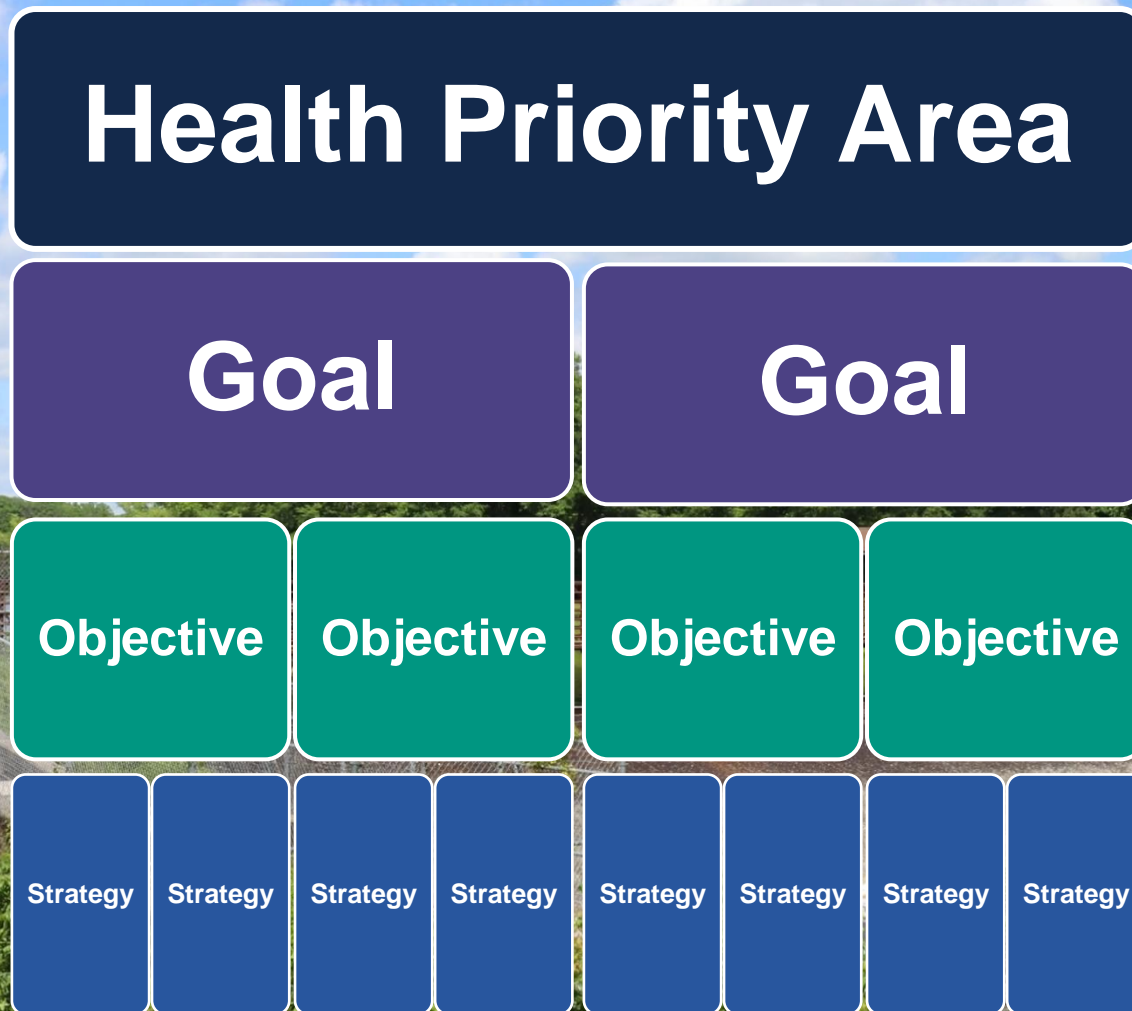 Health Priority Area
Goal Goal
Objective Objective Objective Objective
Strategy Strategy Strategy Strategy Strategy Strategy Strategy Strategy